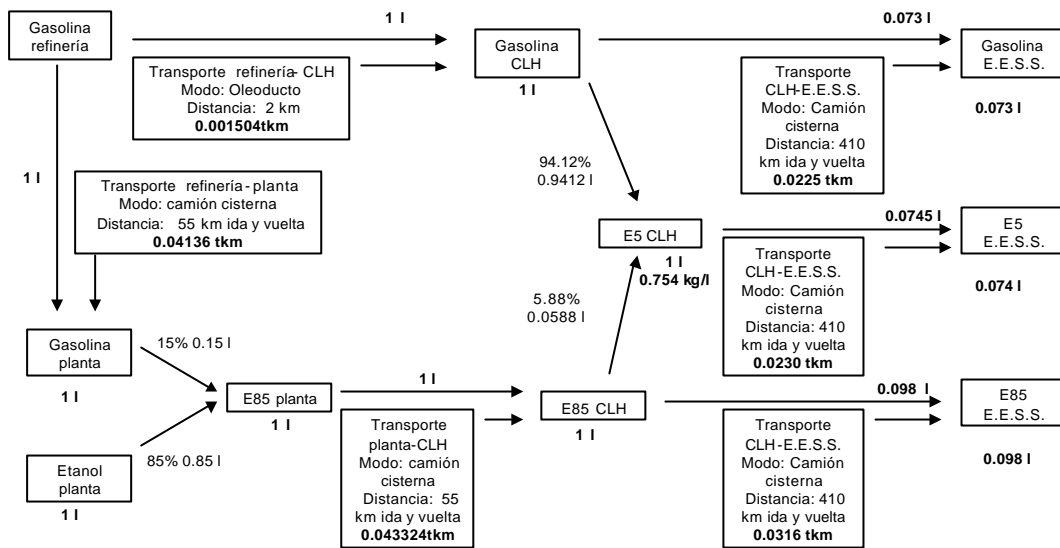 Gasolina
refinería
1 l
Transporte refinería- CLH
Modo: Oleoducto
Distancia: 2 km
0.001504tkm
Gasolina
CLH
1 l
0.073 l
Transporte
CLH-E.E.S.S.
Modo: Camión
cisterna
Distancia: 410
km ida y vuelta
0.0225 tkm
Gasolina
E.E.S.S.
0.073 l
1 l
Transporte refinería-planta
Modo: camión cisterna
Distancia: 55 km ida y vuelta
0.04136 tkm
94.12%
0.9412 l
E5 CLH
1 l
0.754 kg/l
0.0745 l
Transporte
CLH-E.E.S.S.
Modo: Camión
cisterna
Distancia: 410
km ida y vuelta
0.0230 tkm
E5
E.E.S.S.
0.074 l
5.88%
0.0588 l
Gasolina
planta
1 l
15% 0.15 l
Etanol
planta
1 l
85% 0.85 l
E85 planta
1 l
1 l
Transporte
planta-CLH
Modo: camión
cisterna
Distancia: 55
km ida y vuelta
0.043324tkm
E85 CLH
1 l
0.098 l
Transporte
CLH-E.E.S.S.
Modo: Camión
cisterna
Distancia: 410
km ida y vuelta
0.0316 tkm
E85
E.E.S.S.
0.098 l